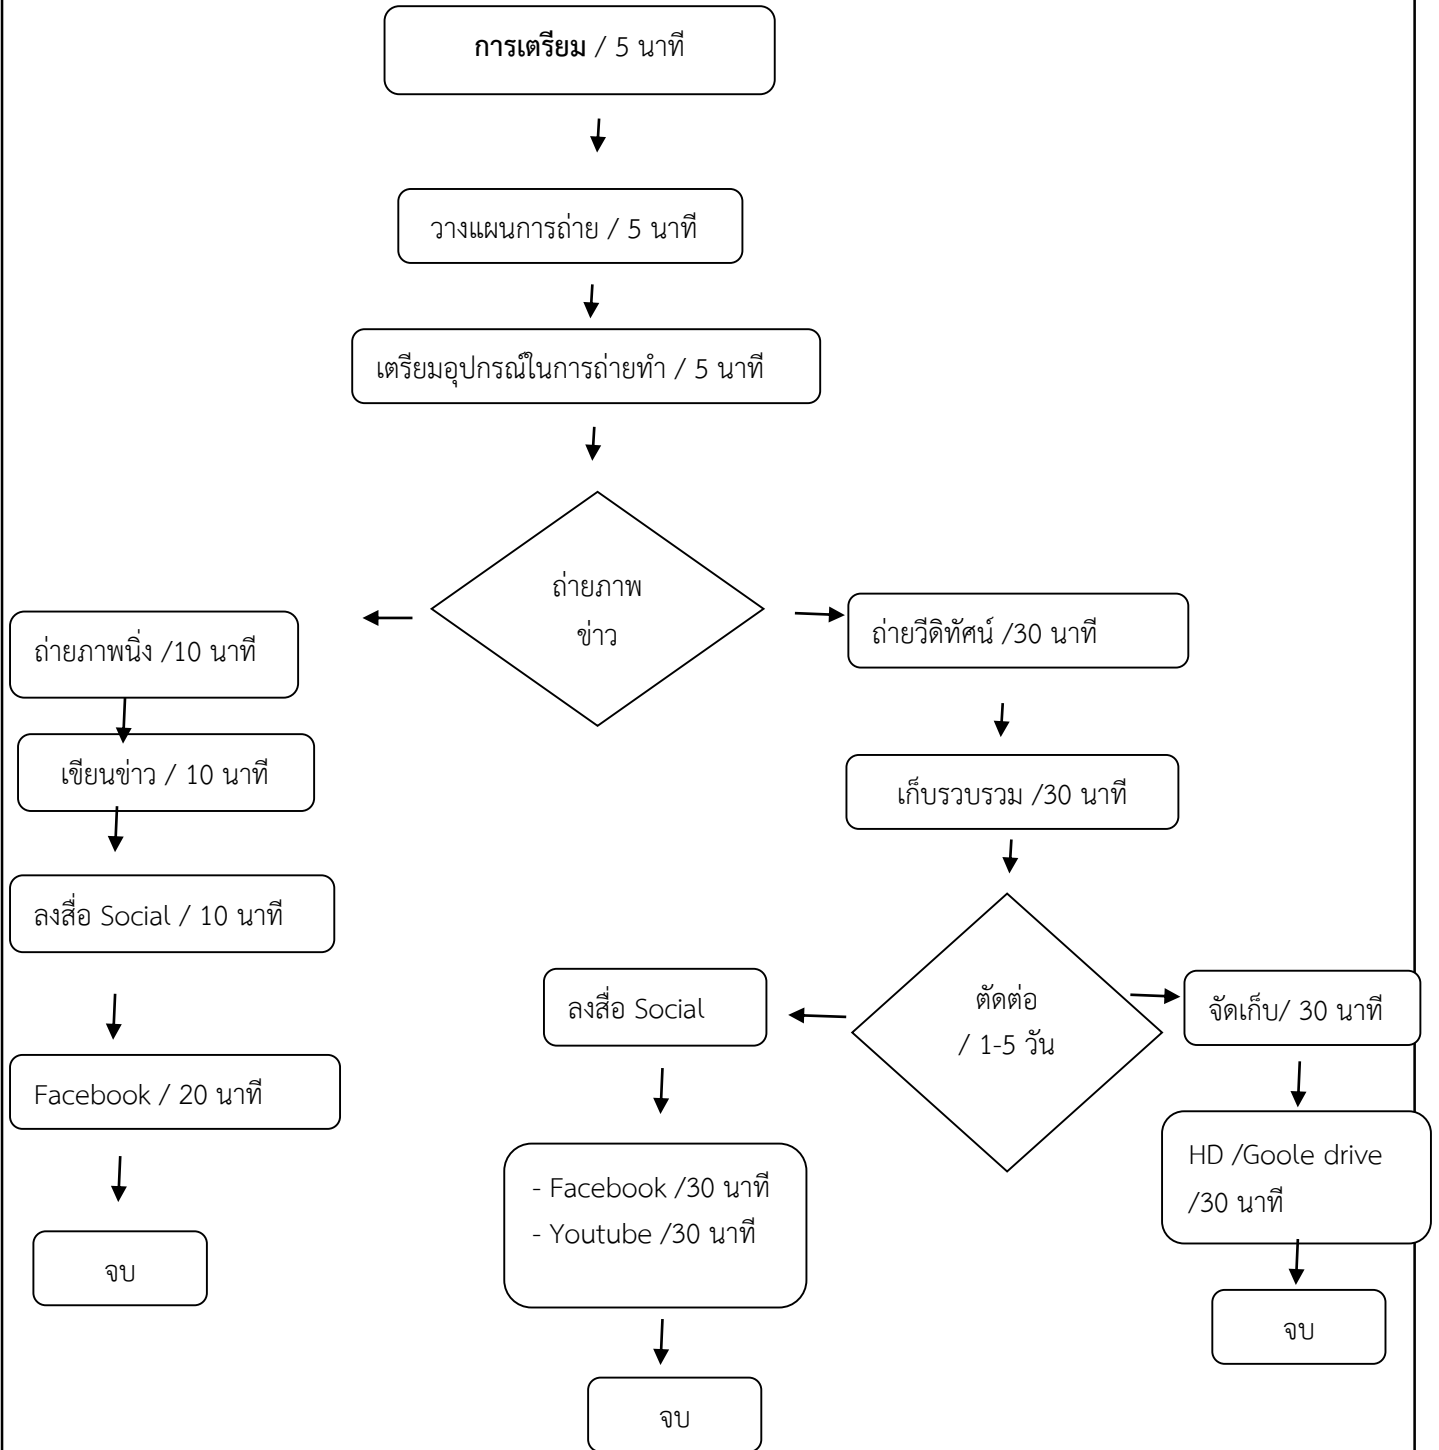 การเตรียม / 5 นาที
วางแผนการถ่าย / 5 นาที
เตรียมอุปกรณ์ในการถ่ายทำ / 5 นาที
ถ่ายภาพ
ข่าว
ถ่ายภาพนิ่ง /10 นาที
เขียนข่าว / 10 นาที
ลงสื่อ Social / 10 นาที
Facebook / 20 นาที
จบ
ถ่ายวีดิทัศน์ /30 นาที
เก็บรวบรวม /30 นาที
ตัดต่อ
/ 1-5 วัน
ลงสื่อ Social
- Facebook /30 นาที
- Youtube /30 นาที
จบ
จัดเก็บ/ 30 นาที
HD /Goole drive
/30 นาที
จบ